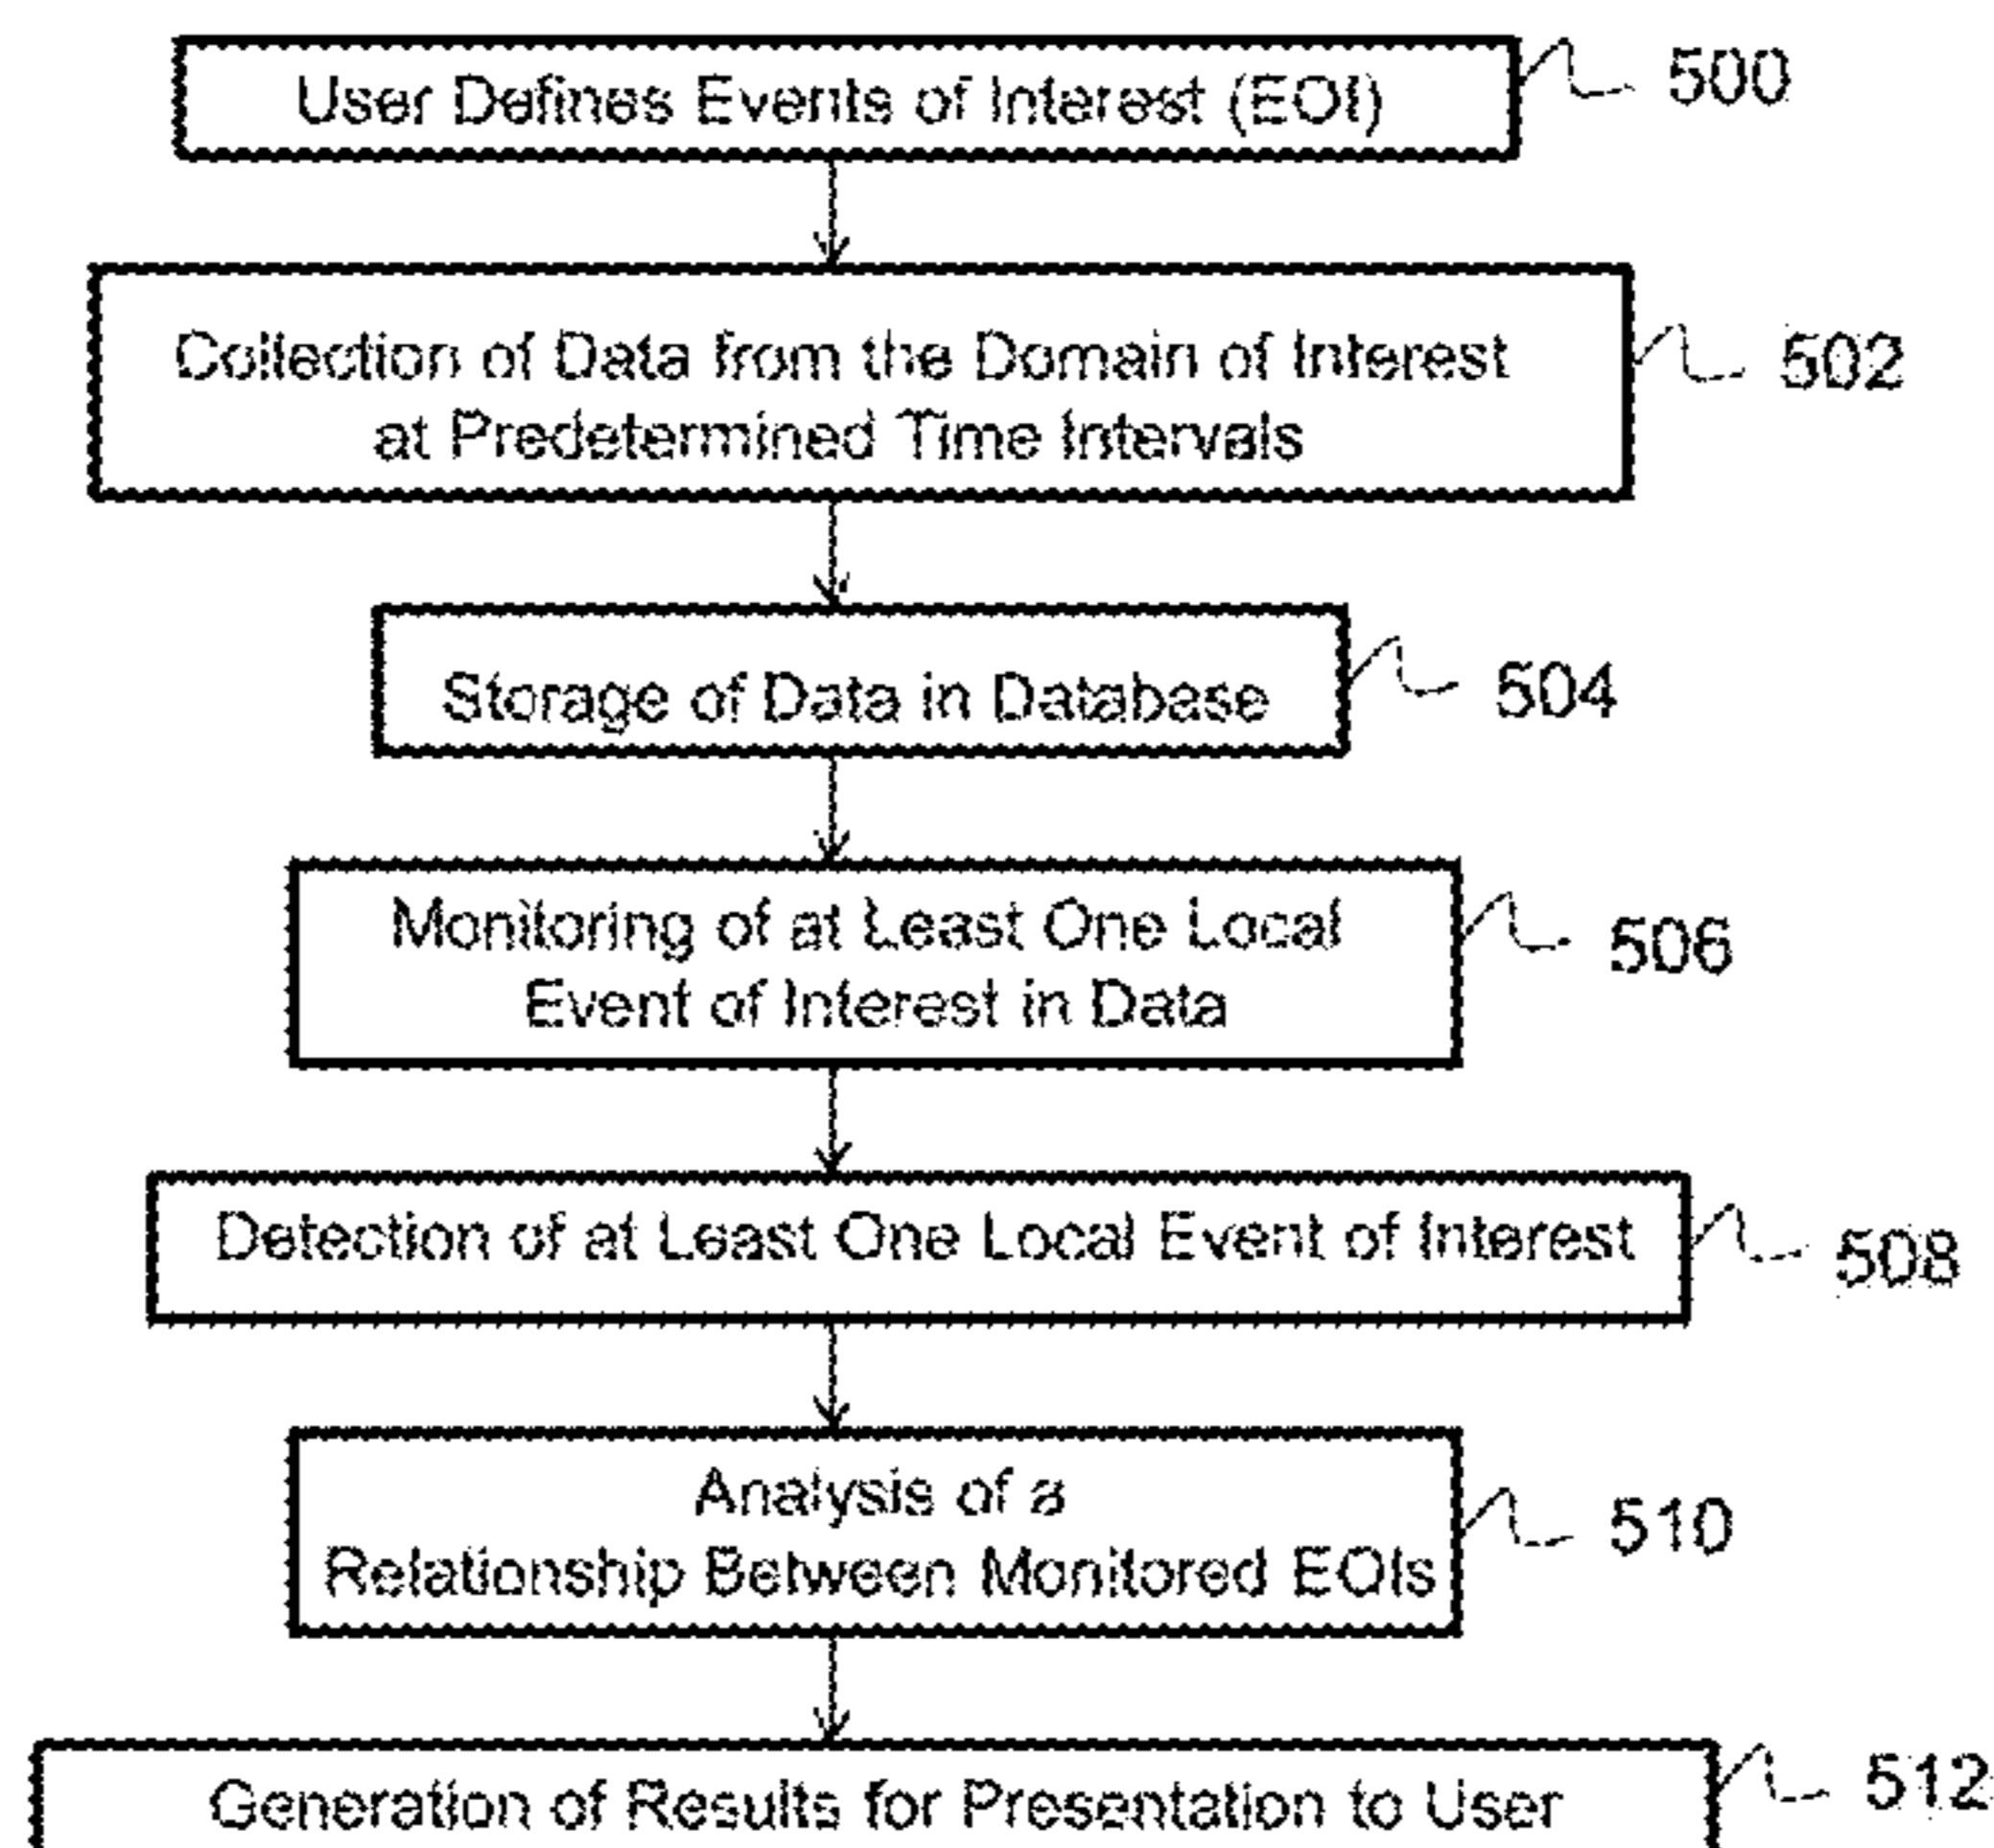 User Defines Events of Interest (EOI)
500
Collection of Data from the Domain of Interest
at Predetermined Time Intervals
502
Storage of Data in Database
504
Monitoring of at Least One Local
Event of Interest in Data
506
Detection of at Least One Local Event of Interest
508
Analysis of a
Relationship Between Monitored EOIs
510
Generation of Results for Presentation to User
512